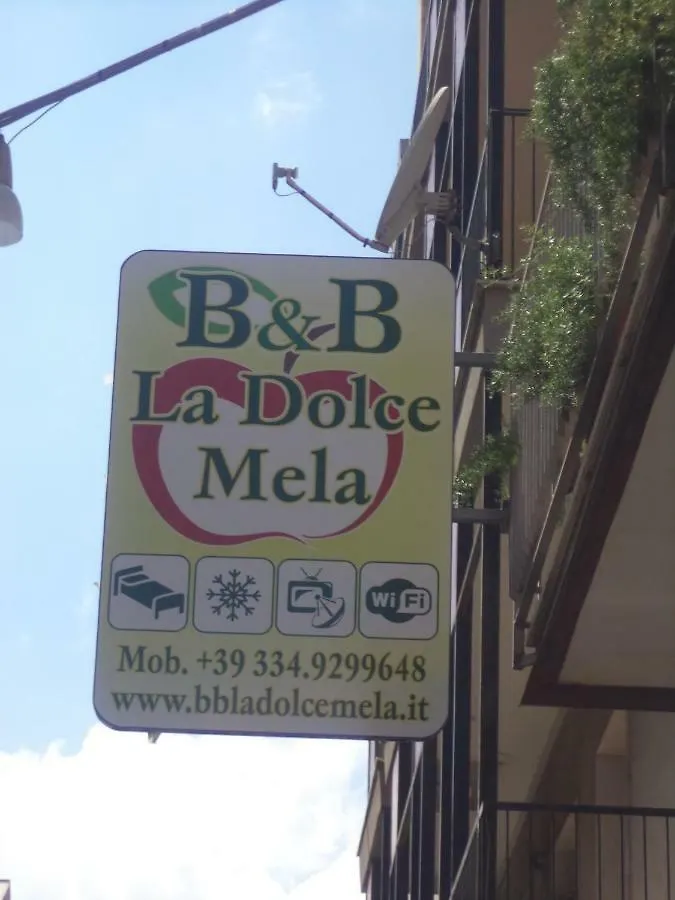 B&B
La Dolce
Mela
WiFi
Mob. +39 334.9299648
www.bbladolcemela.it